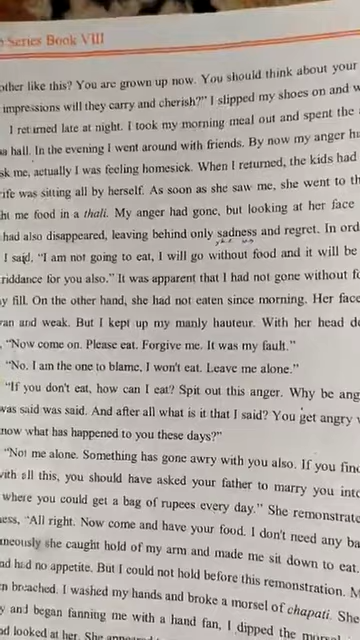 Series Book VIII
other like this? You are grown up now. You should think about your
impressions will they carry and cherish?" I slipped my shoes on and w
I returned late at night. I took my morning meal out and spent the
a hall. In the evening I went around with friends. By now my anger ha
sk me, actually I was feeling homesick. When I returned, the kids had
ife was sitting all by herself. As soon as she saw me, she went to th
ht me food in a thali. My anger had gone, but looking at her face
had also disappeared, leaving behind only sadness and regret. In ord
I said, "I am not going to eat, I will go without food and it will be
riddance for you also." It was apparent that I had not gone without fo
y fill. On the other hand, she had not eaten since morning. Her face
an and weak. But I kept up my manly hauteur. With her head do
"Now come on. Please eat. Forgive me. It was my fault."
"No. I am the one to blame, I won't eat. Leave me alone."
"If you don't eat, how can I eat? Spit out this anger. Why be ang
was said was said. And after all what is it that I said? You get angry
now what has happened to you these days?"
"Not me alone. Something has gone awry with you also. If you find
with all this, you should have asked your father to marry you into
where you could get a bag of rupees every day." She remonstrate
ess, "All right. Now come and have your food. I don't need any ba
neously she caught hold of my arm and made me sit down to eat.
ad had no appetite. But I could not hold before this remonstration. M
n breached. I washed my hands and broke a morsel of chapati. She
y and began fanning me with a hand fan, I dipped the morsel
d looked at her. She